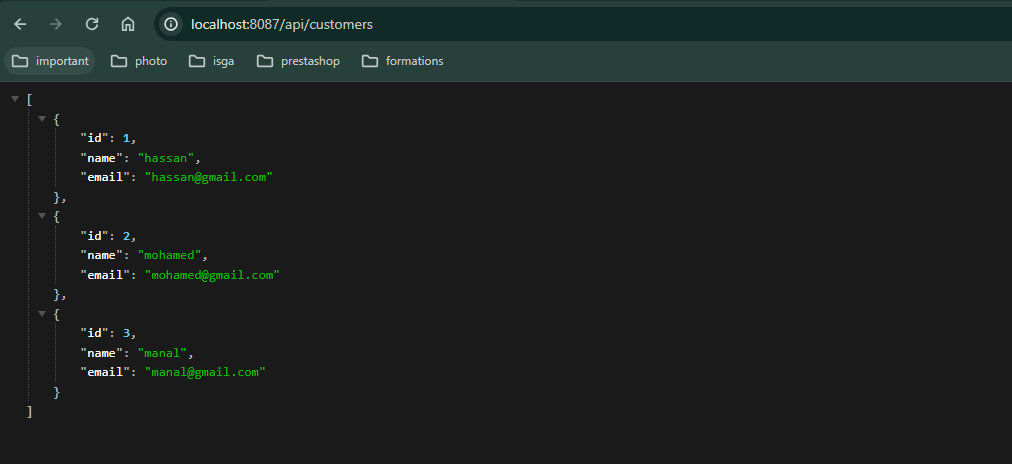 localhost:8087/api/customers
important photo isga prestashop formations
[
{
"id": 1,
"name": "hassan",
"email": "hassan@gmail.com"
},
{
"id": 2,
"name": "mohamed",
"email": "mohamed@gmail.com"
},
{
"id": 3,
"name": "manal",
"email": "manal@gmail.com"
}
]